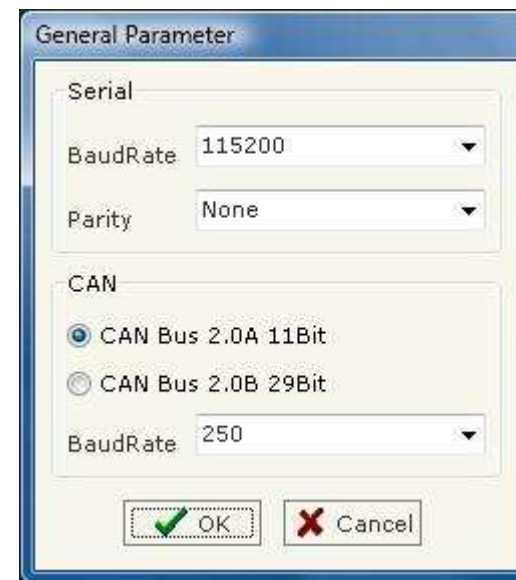 General Parameter
Serial
BaudRate 115200
Parity None
CAN
CAN Bus 2.0A 11Bit
CAN Bus 2.0B 29Bit
BaudRate 250
OK Cancel